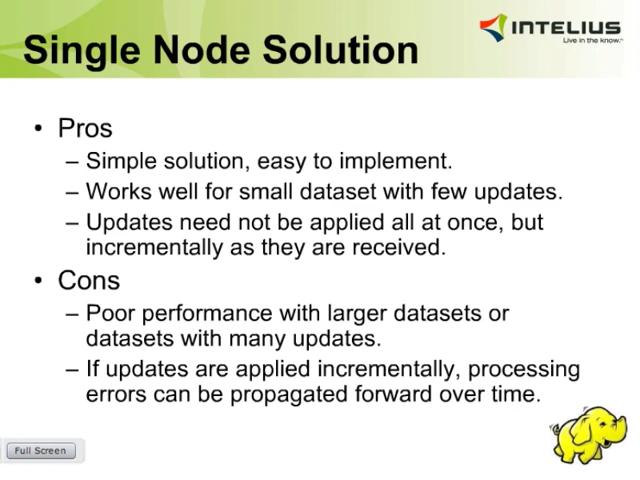 Single Node Solution
INTELIUS
Live in the know.™
• Pros
– Simple solution, easy to implement.
– Works well for small dataset with few updates.
– Updates need not be applied all at once, but
incrementally as they are received.
• Cons
– Poor performance with larger datasets or
datasets with many updates.
– If updates are applied incrementally, processing
errors can be propagated forward over time.
Full Screen